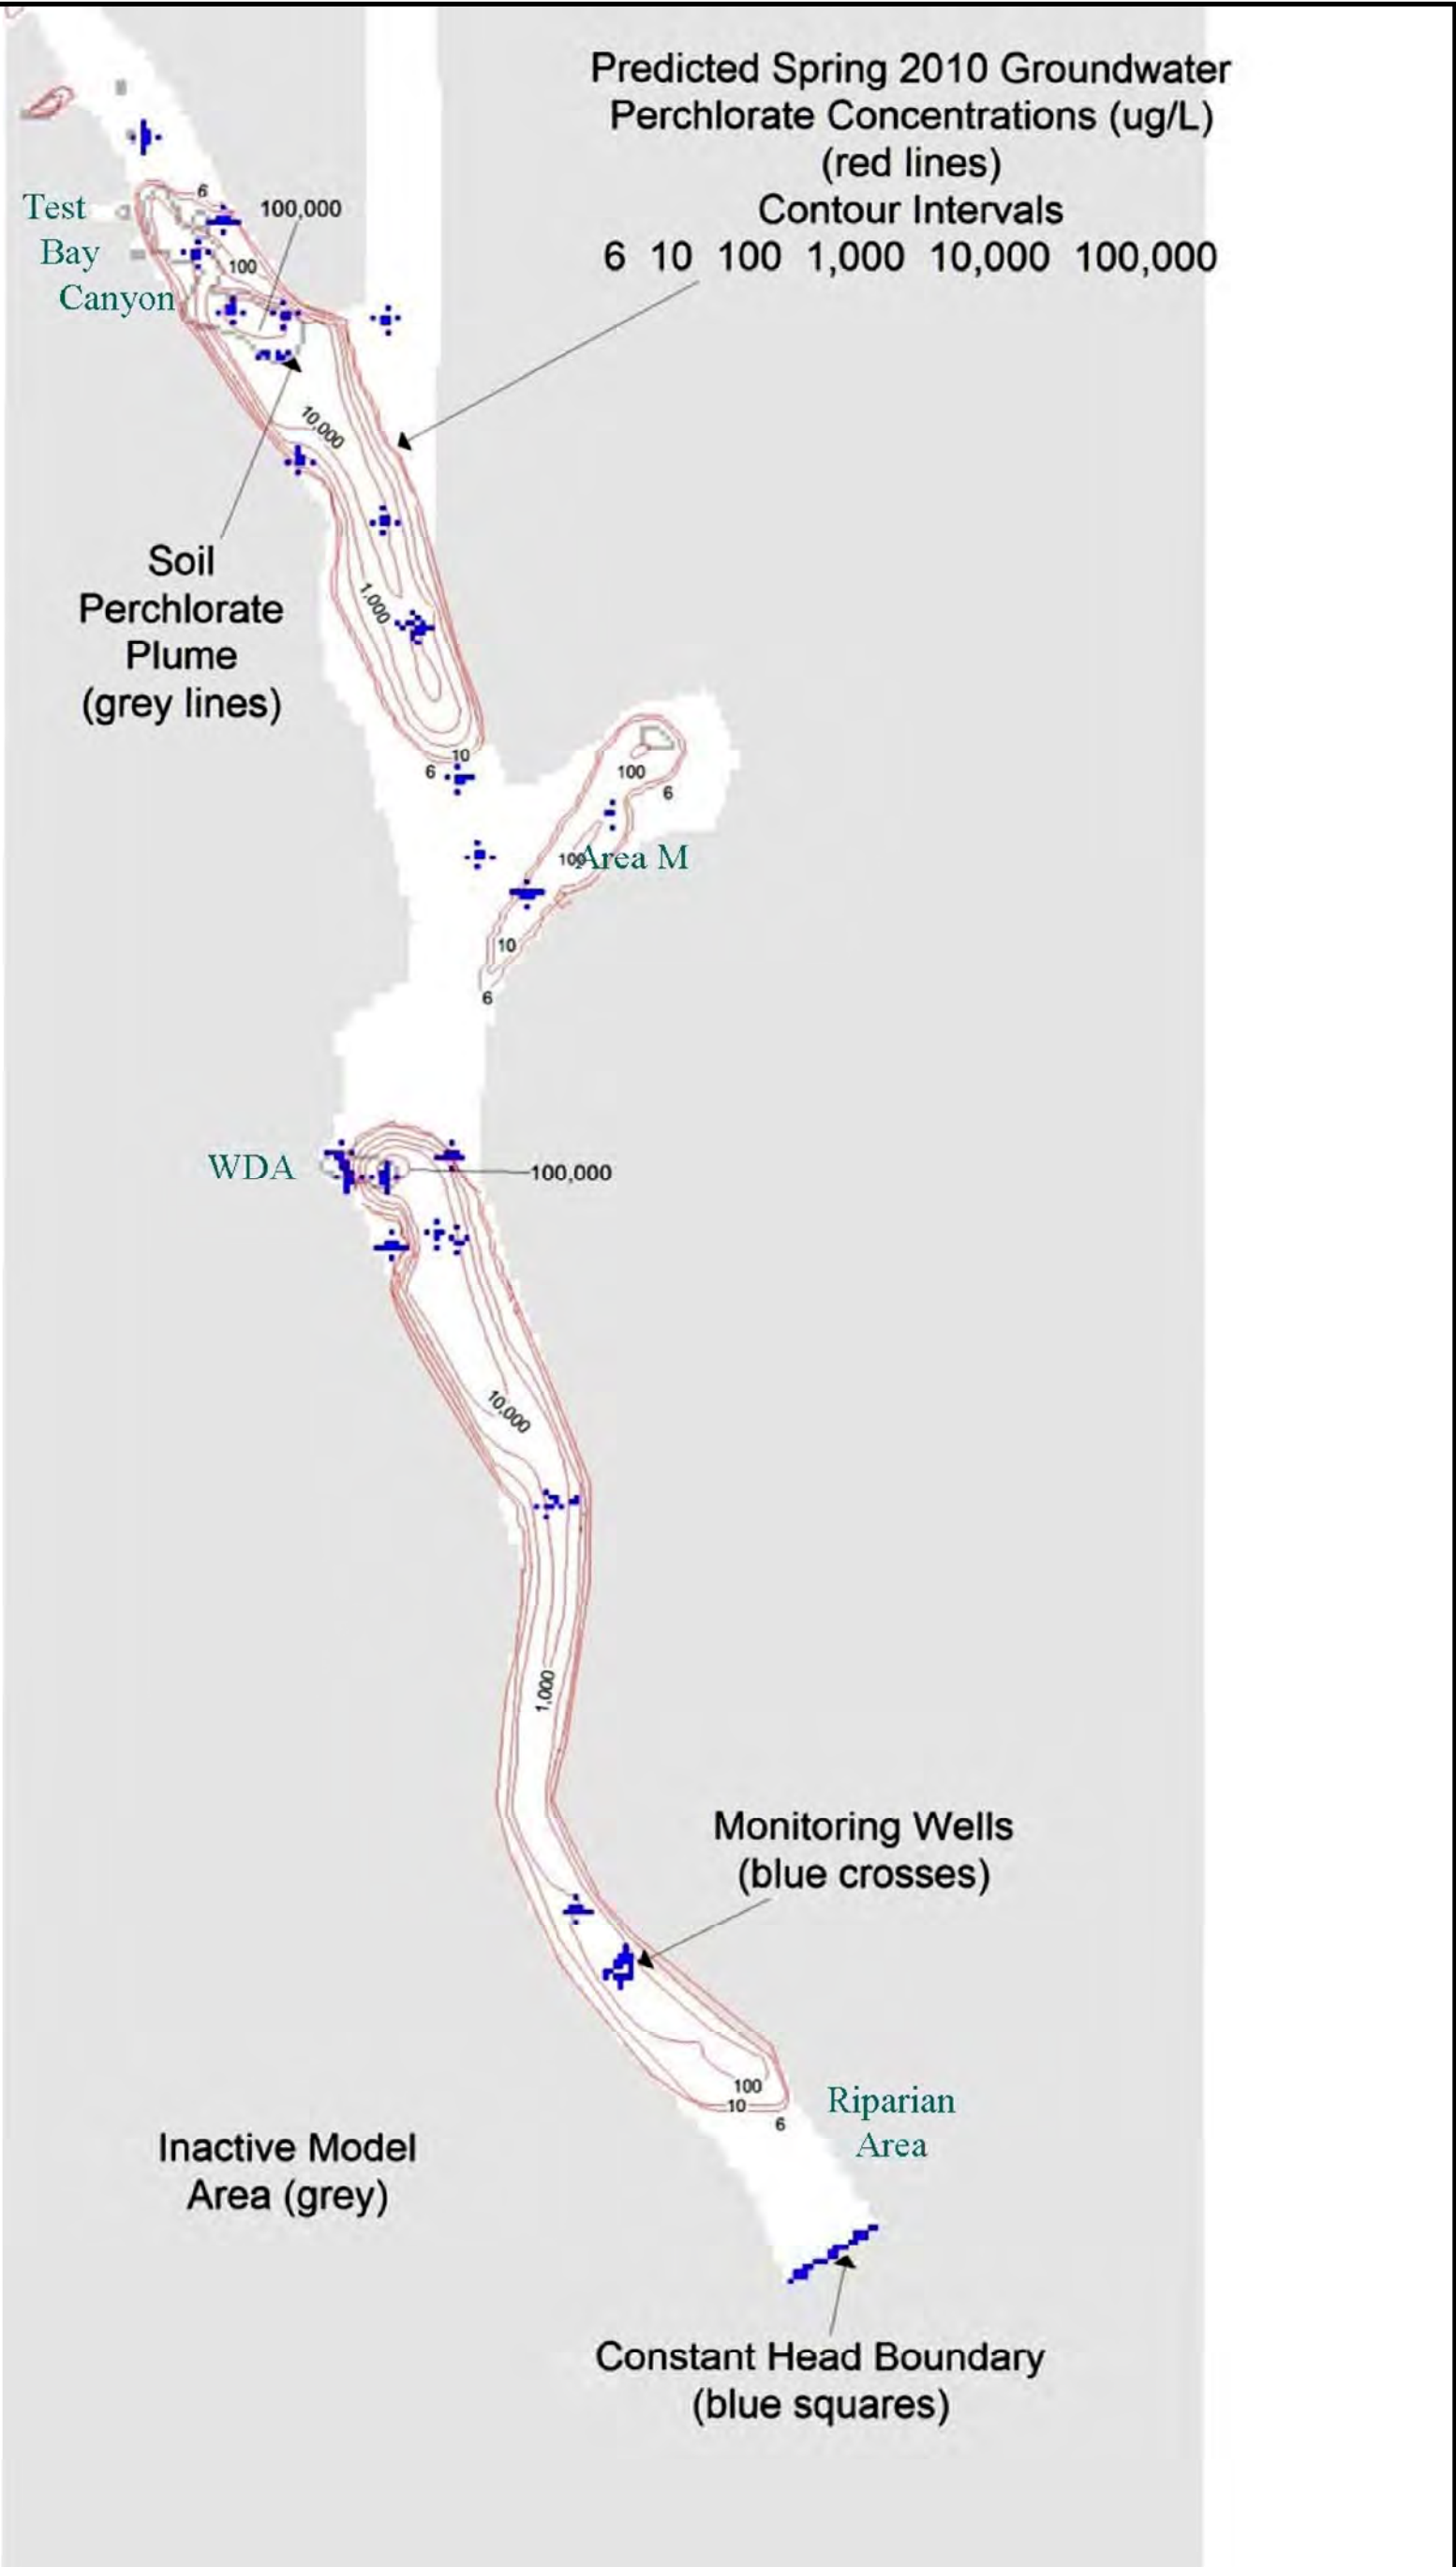 Predicted Spring 2010 Groundwater
Perchlorate Concentrations (ug/L)
(red lines)
Contour Intervals
6 10 100 1,000 10,000 100,000
Test
Bay
Canyon
6
100,000
100
10,000
Soil
Perchlorate
Plume
(grey lines)
1,000
10
6
100
6
100
Area M
10
6
WDA
100,000
10,000
1,000
Monitoring Wells
(blue crosses)
100
10
6
Riparian
Area
Inactive Model
Area (grey)
Constant Head Boundary
(blue squares)